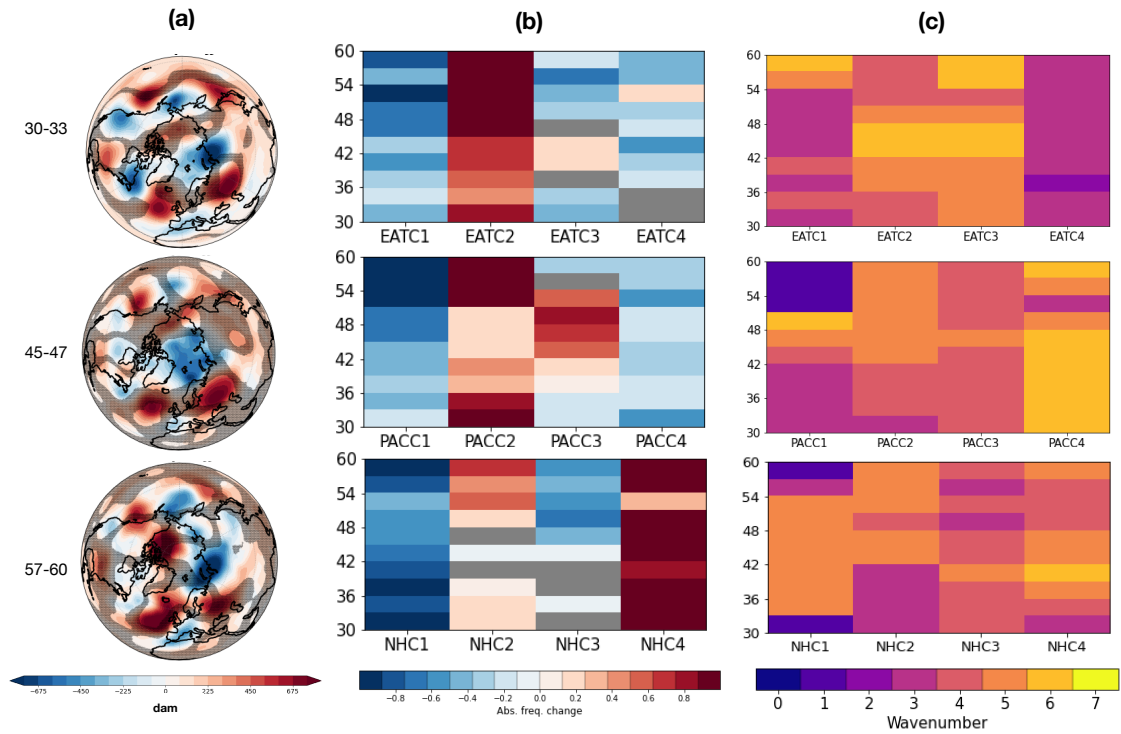 (a)
(b)
(c)
30-33
45-47
57-60
−675 −450 −225 0 225 450 675
dam
60
54
48
42
36
30
EATC1 EATC2 EATC3 EATC4
60
54
48
42
36
30
PACC1 PACC2 PACC3 PACC4
60
54
48
42
36
30
NHC1 NHC2 NHC3 NHC4
−0.8 −0.6 −0.4 −0.2 0.0 0.2 0.4 0.6 0.8
Abs. freq. change
60
54
48
42
36
30
EATC1 EATC2 EATC3 EATC4
60
54
48
42
36
30
PACC1 PACC2 PACC3 PACC4
60
54
48
42
36
30
NHC1 NHC2 NHC3 NHC4
0 1 2 3 4 5 6 7
Wavenumber